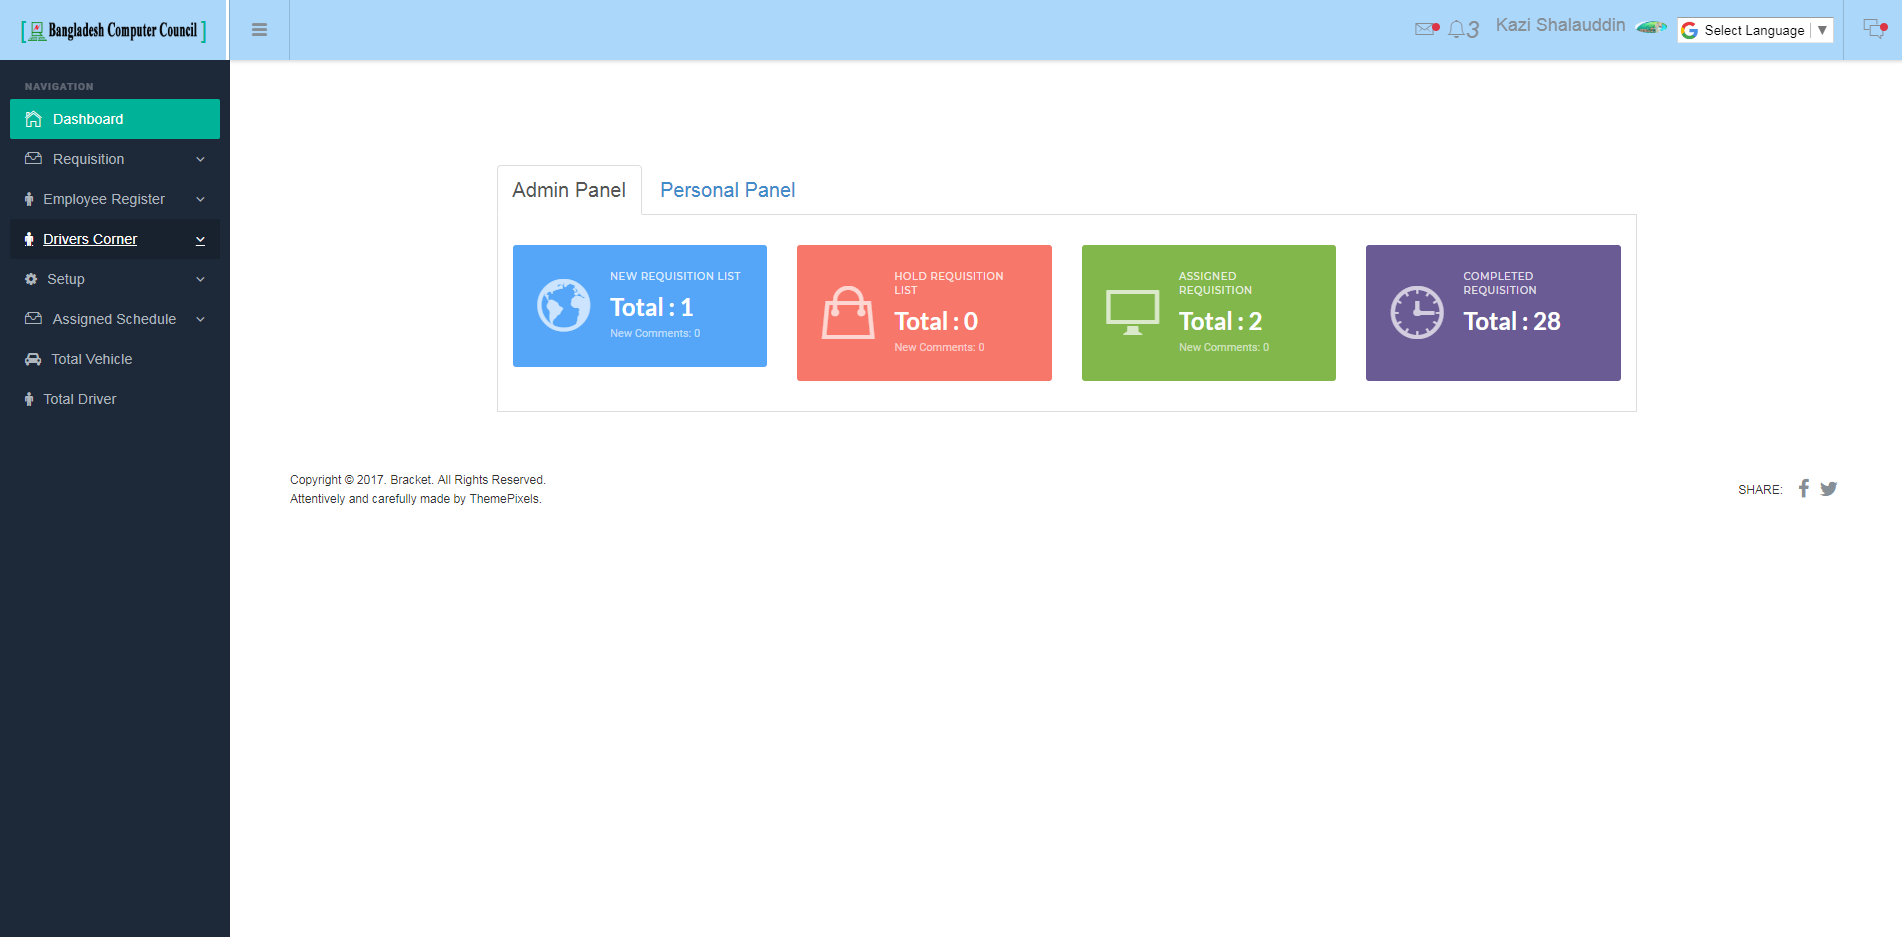 [ Bangladesh Computer Council ]
3
Kazi Shalauddin
Select Language ▼
NAVIGATION
Dashboard
Requisition
Employee Register
Drivers Corner
Setup
Assigned Schedule
Total Vehicle
Total Driver
Admin Panel
Personal Panel
NEW REQUISITION LIST
Total : 1
New Comments: 0
HOLD REQUISITION
LIST
Total : 0
New Comments: 0
ASSIGNED
REQUISITION
Total : 2
New Comments: 0
COMPLETED
REQUISITION
Total : 28
Copyright © 2017. Bracket. All Rights Reserved.
Attentively and carefully made by ThemePixels.
SHARE: